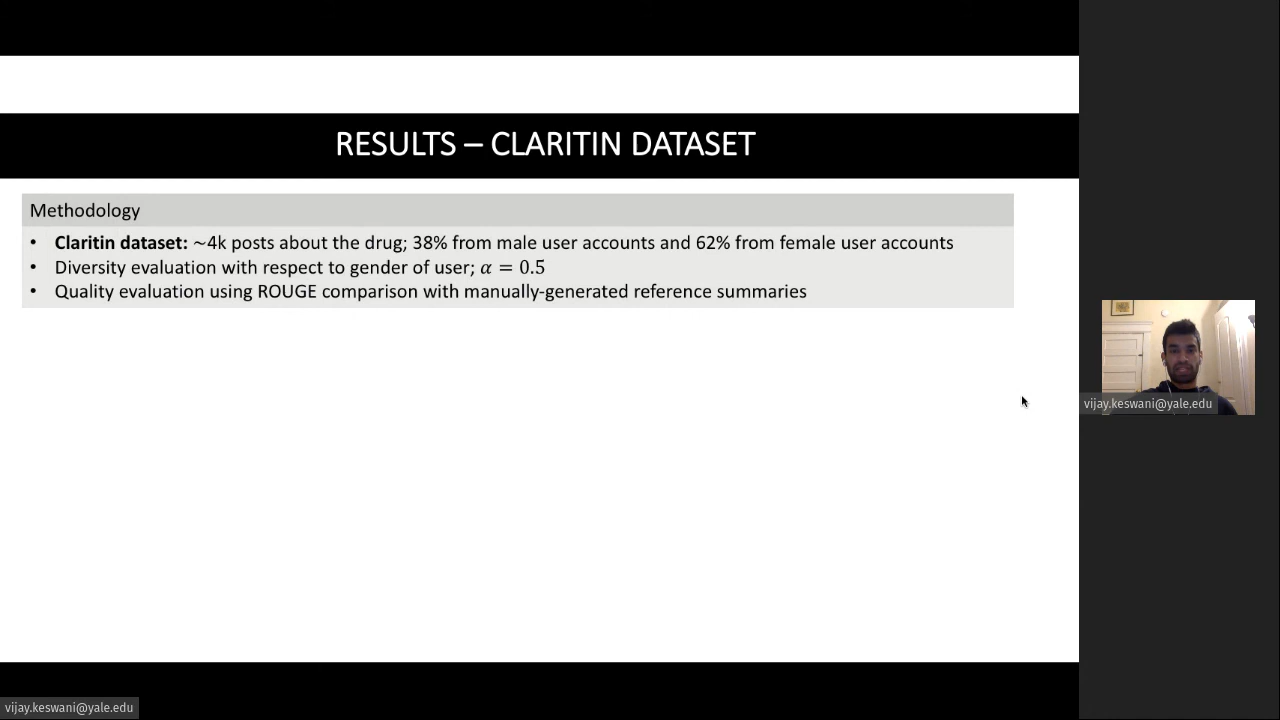 RESULTS – CLARITIN DATASET
Methodology
• Claritin dataset: ~4k posts about the drug; 38% from male user accounts and 62% from female user accounts
• Diversity evaluation with respect to gender of user; α = 0.5
• Quality evaluation using ROUGE comparison with manually-generated reference summaries
vijay.keswani@yale.edu
vijay.keswani@yale.edu